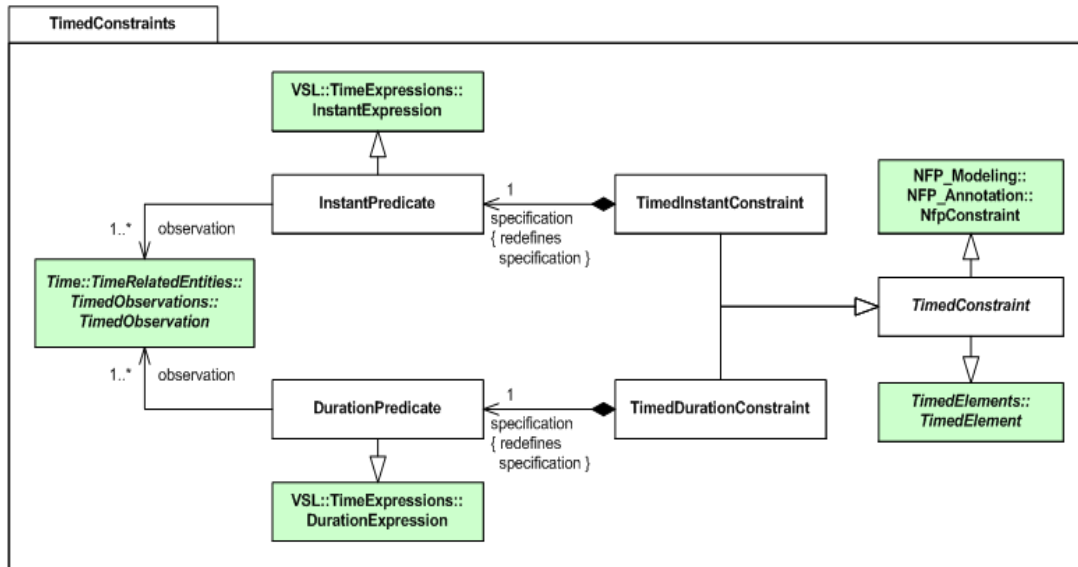 TimedConstraints
VSL::TimeExpressions::
InstantExpression
InstantPredicate
1
specification
{ redefines
specification }
TimedInstantConstraint
NFP_Modeling::
NFP_Annotation::
NfpConstraint
1..*
observation
Time::TimeRelatedEntities::
TimedObservations::
TimedObservation
TimedConstraint
1..*
observation
DurationPredicate
1
specification
{ redefines
specification }
TimedDurationConstraint
TimedElements::
TimedElement
VSL::TimeExpressions::
DurationExpression